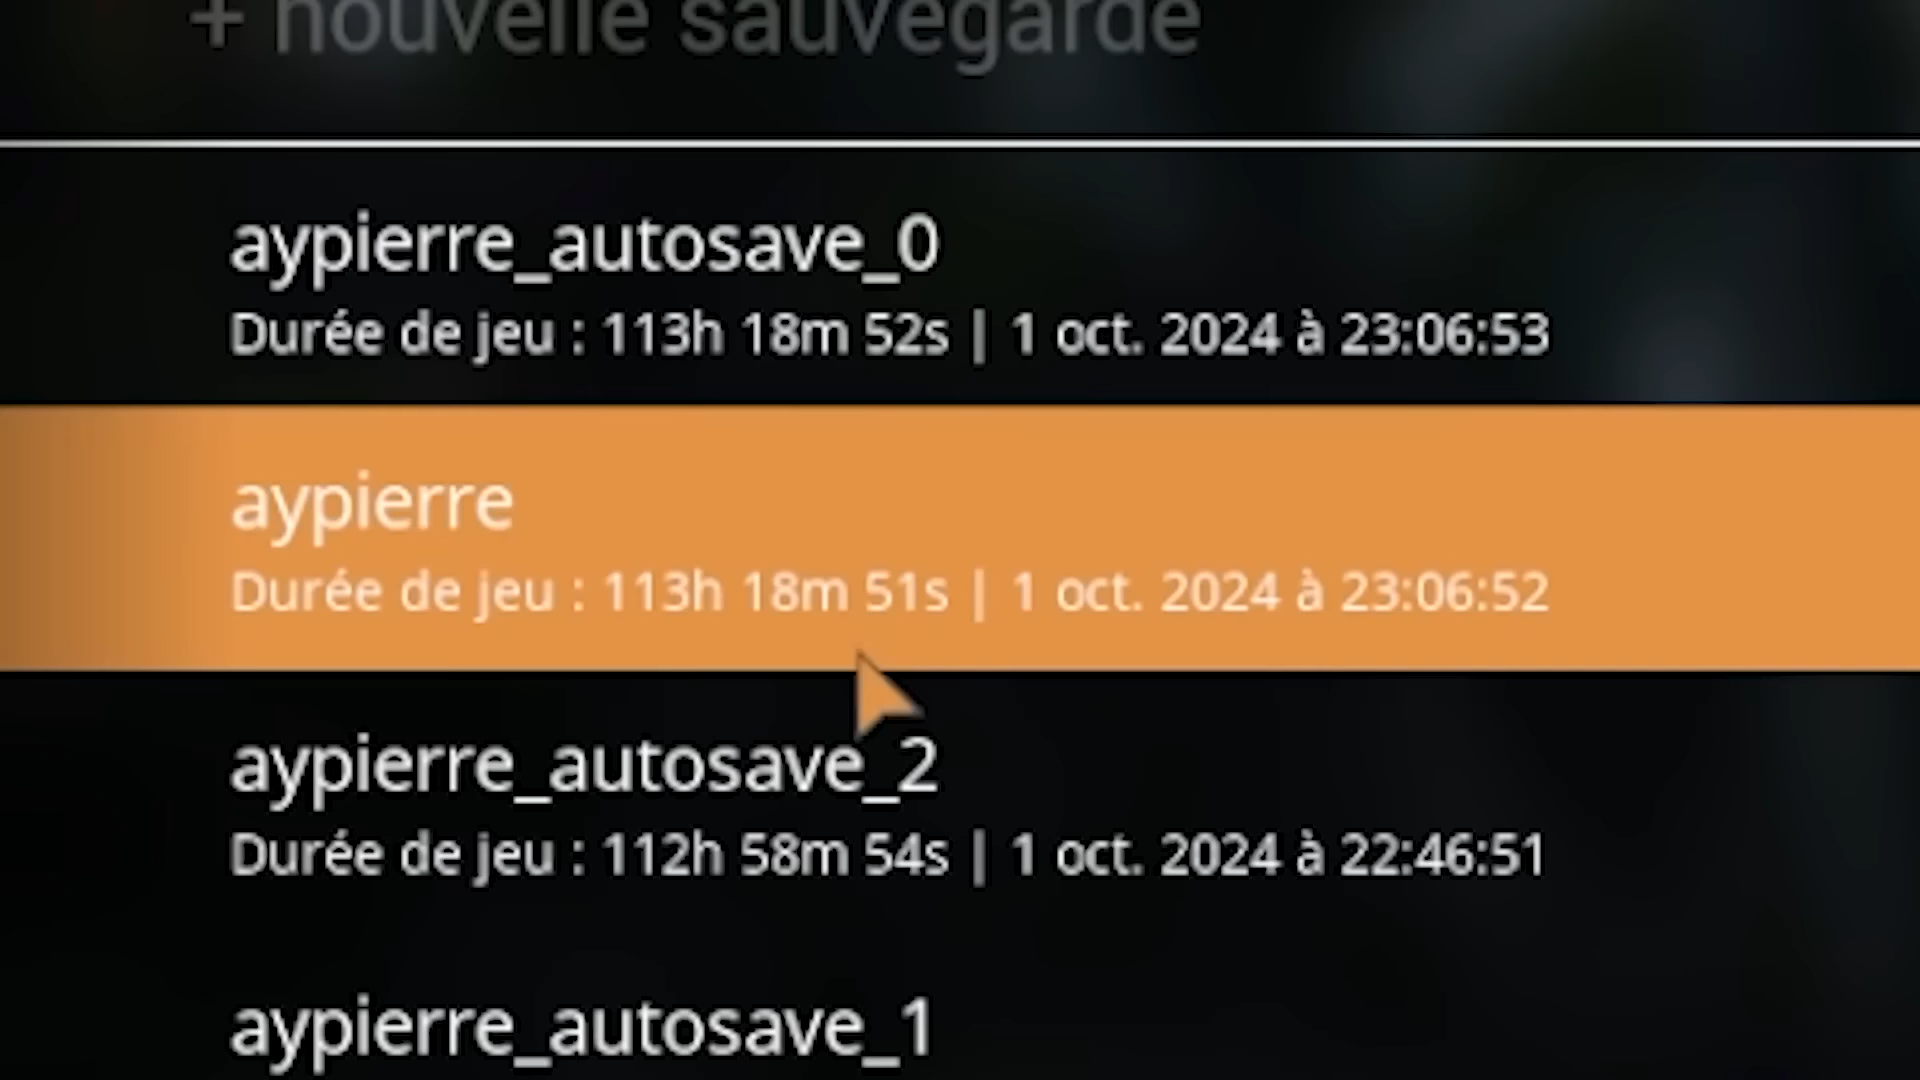 + nouvelle sauvegarde
aypierre_autosave_0
Durée de jeu : 113h 18m 52s | 1 oct. 2024 à 23:06:53
aypierre
Durée de jeu : 113h 18m 51s | 1 oct. 2024 à 23:06:52
aypierre_autosave_2
Durée de jeu : 112h 58m 54s | 1 oct. 2024 à 22:46:51
aypierre_autosave_1